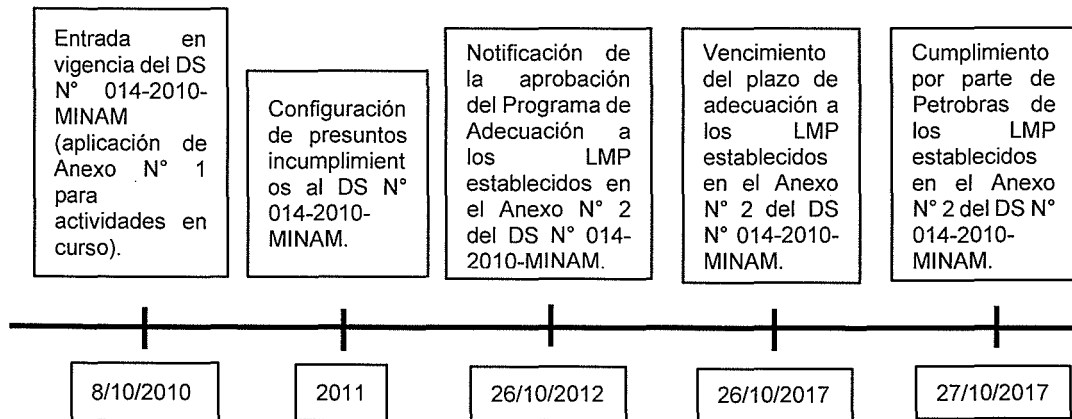 Entrada en
vigencia del DS
N° 014-2010-
MINAM
(aplicación de
Anexo N° 1
para
actividades en
curso).
Configuración
de presuntos
incumplimient
os al DS N°
014-2010-
MINAM.
Notificación de
la aprobación
del Programa de
Adecuación a
los LMP
establecidos en
el Anexo N° 2
del DS N° 014-
2010-MINAM.
Vencimiento
del plazo de
adecuación a
los LMP
establecidos
en el Anexo
N° 2 del DS
N° 014-2010-
MINAM.
Cumplimiento
por parte de
Petrobras de
los LMP
establecidos
en el Anexo
N° 2 del DS N°
014-2010-
MINAM.
8/10/2010
2011
26/10/2012
26/10/2017
27/10/2017